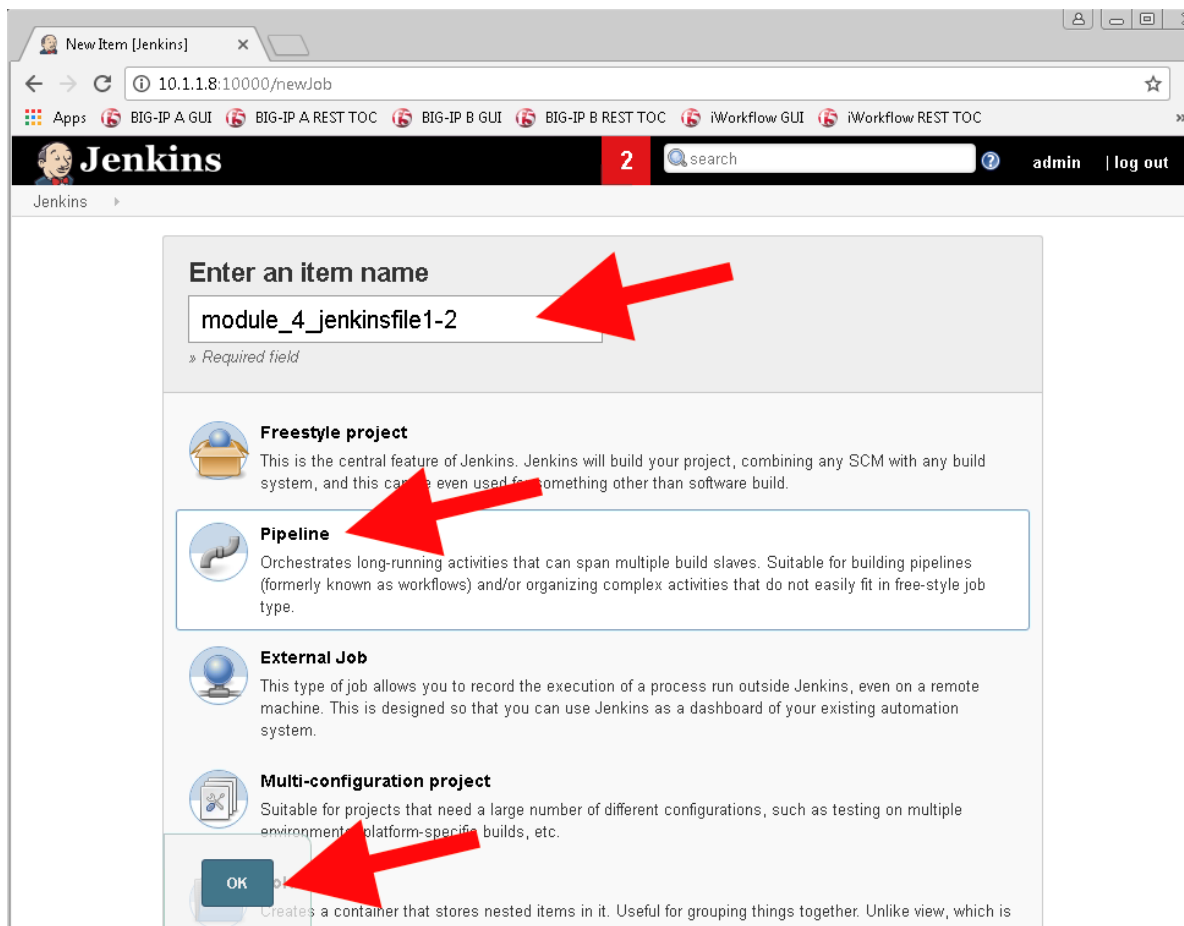 New Item [Jenkins]
10.1.1.8:10000/newJob
Apps BIG-IP A GUI BIG-IP A REST TOC BIG-IP B GUI BIG-IP B REST TOC iWorkflow GUI iWorkflow REST TOC »
Jenkins 2 search admin | log out
Jenkins
Enter an item name
module_4_jenkinsfile1-2
» Required field
Freestyle project
This is the central feature of Jenkins. Jenkins will build your project, combining any SCM with any build
system, and this can be even used for something other than software build.
Pipeline
Orchestrates long-running activities that can span multiple build slaves. Suitable for building pipelines
(formerly known as workflows) and/or organizing complex activities that do not easily fit in free-style job
type.
External Job
This type of job allows you to record the execution of a process run outside Jenkins, even on a remote
machine. This is designed so that you can use Jenkins as a dashboard of your existing automation
system.
Multi-configuration project
Suitable for projects that need a large number of different configurations, such as testing on multiple
environments, platform-specific builds, etc.
OK
Creates a container that stores nested items in it. Useful for grouping things together. Unlike view, which is